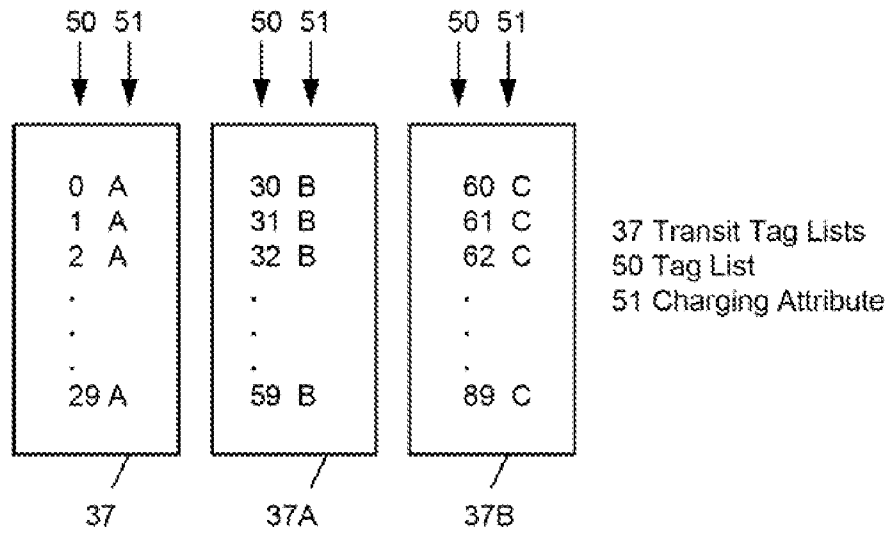 50 51 50 51 50 51
0 A 30 B 60 C
1 A 31 B 61 C
2 A 32 B 62 C
. . .
. . .
. . .
29 A 59 B 89 C
37 37A 37B
37 Transit Tag Lists
50 Tag List
51 Charging Attribute